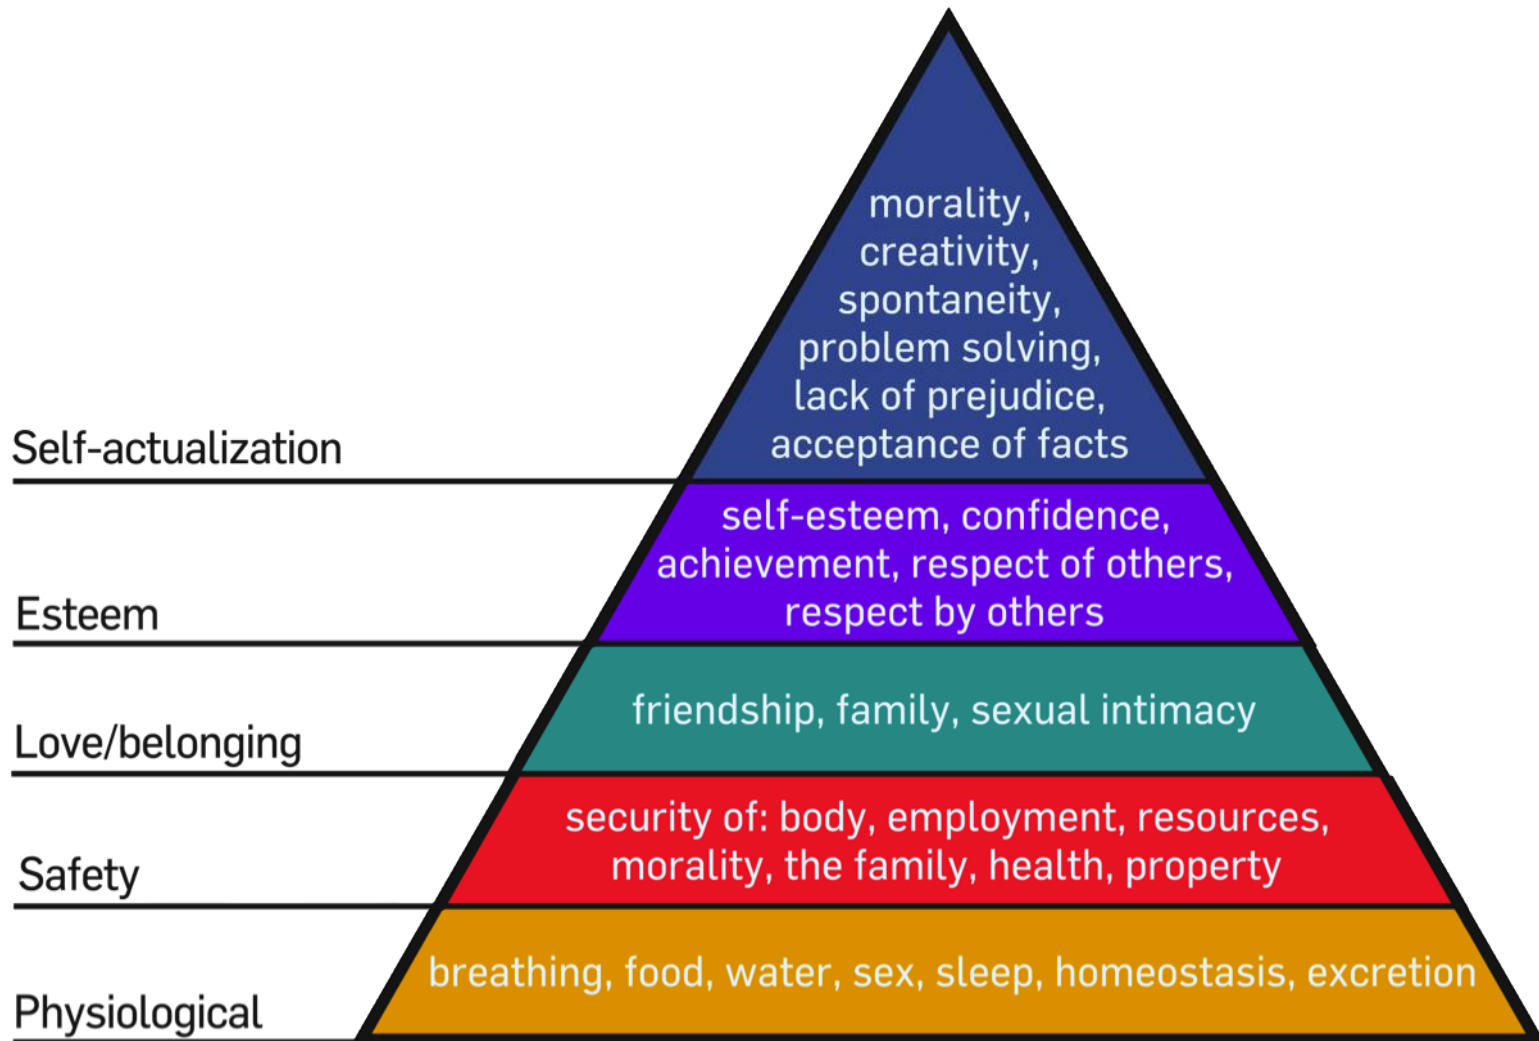 morality,
creativity,
spontaneity,
problem solving,
lack of prejudice,
acceptance of facts
Self-actualization
self-esteem, confidence,
achievement, respect of others,
respect by others
Esteem
friendship, family, sexual intimacy
Love/belonging
security of: body, employment, resources,
morality, the family, health, property
Safety
breathing, food, water, sex, sleep, homeostasis, excretion
Physiological